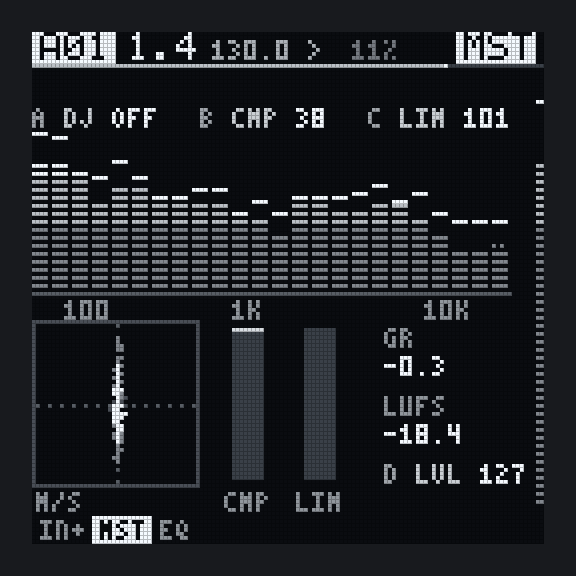 A01 1.4 130.0 > 11% MST
A DJ OFF B CMP 38 C LIM 101
100 1K 10K
GR
-0.3
LUFS
-18.4
D LVL 127
M/S CMP LIM
IN+ MST EQ